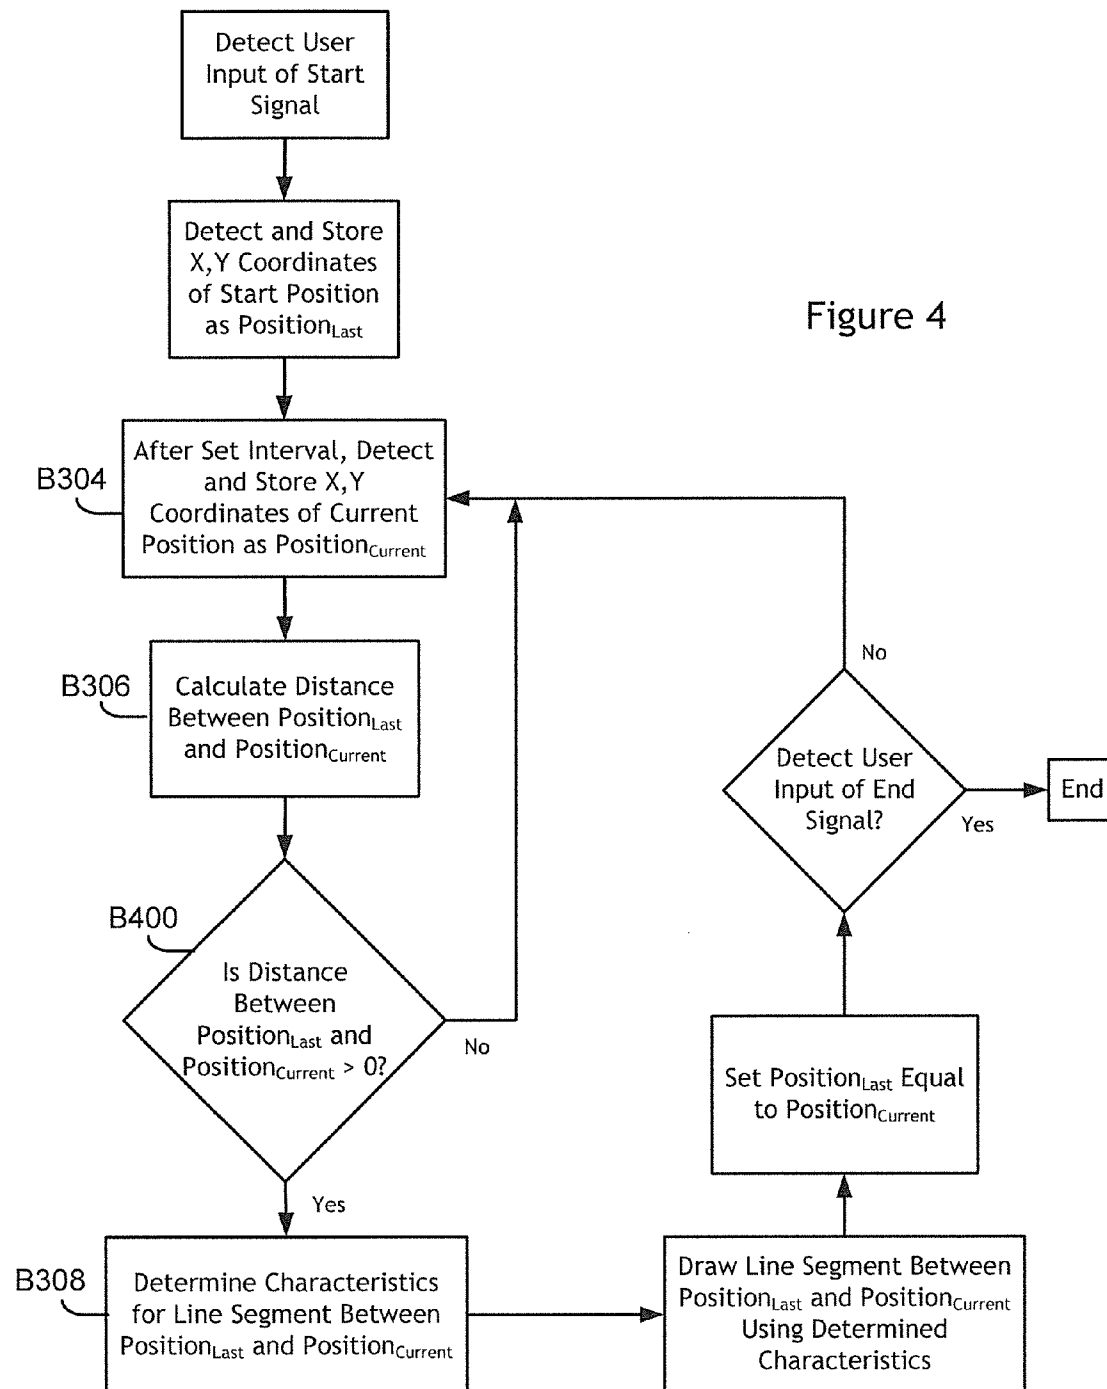 Detect User
Input of Start
Signal
Detect and Store
X,Y Coordinates
of Start Position
as PositionLast
Figure 4
B304
After Set Interval, Detect
and Store X,Y
Coordinates of Current
Position as PositionCurrent
B306
Calculate Distance
Between PositionLast
and PositionCurrent
B400
Is Distance
Between
PositionLast and
PositionCurrent > 0?
No
Yes
B308
Determine Characteristics
for Line Segment Between
PositionLast and PositionCurrent
Draw Line Segment Between
PositionLast and PositionCurrent
Using Determined
Characteristics
Set PositionLast Equal
to PositionCurrent
Detect User
Input of End
Signal?
No
Yes
End